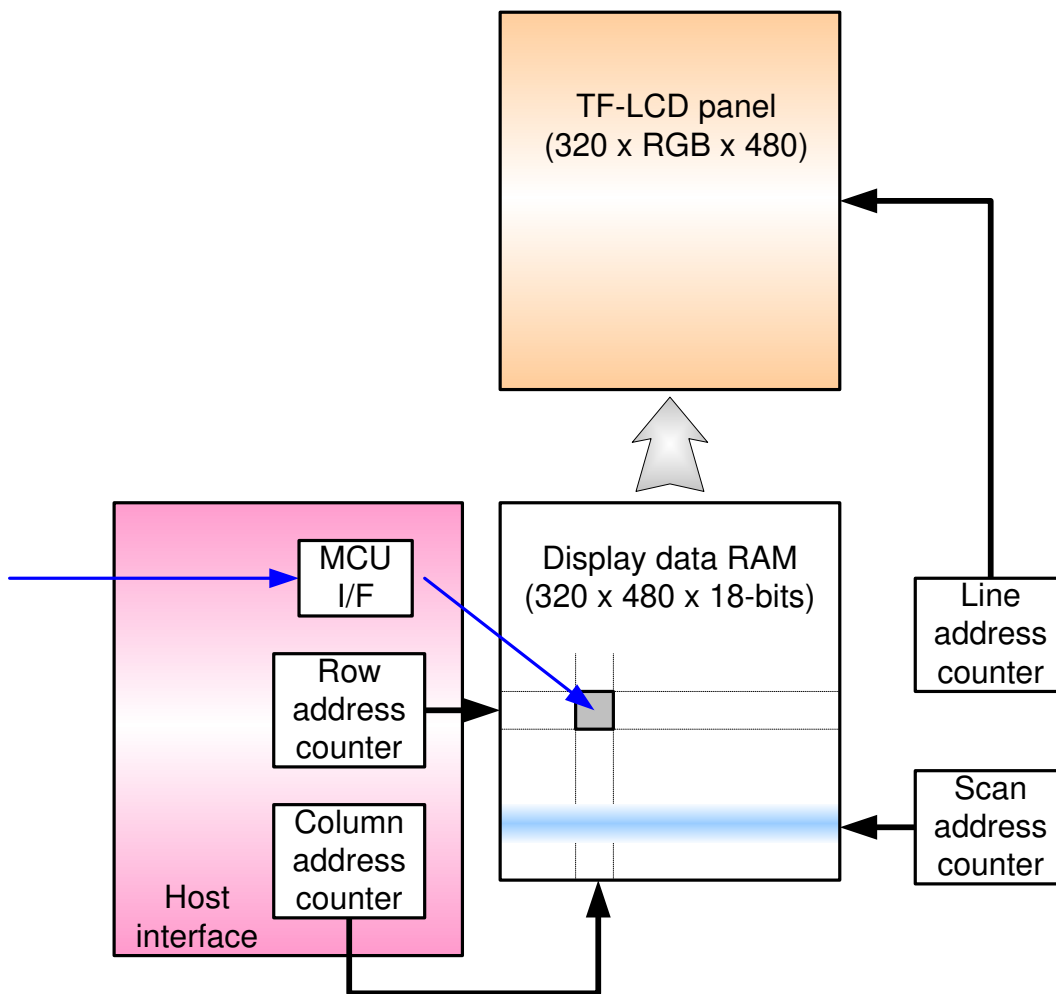 TF-LCD panel
(320 x RGB x 480)
MCU
I/F
Display data RAM
(320 x 480 x 18-bits)
Line
address
counter
Row
address
counter
Scan
address
counter
Column
address
counter
Host
interface